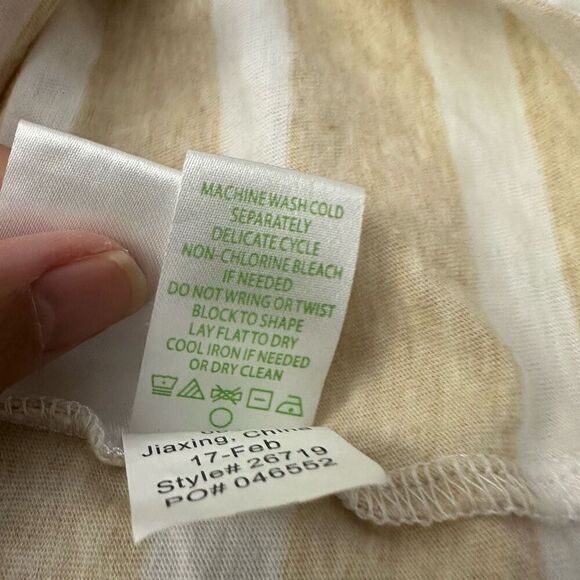 MACHINE WASH COLD
SEPARATELY
DELICATE CYCLE
NON-CHLORINE BLEACH
IF NEEDED
DO NOT WRING OR TWIST
BLOCK TO SHAPE
LAY FLAT TO DRY
COOL IRON IF NEEDED
OR DRY CLEAN
Jiaxing, China
17-Feb
Style# 26719
PO# 046552